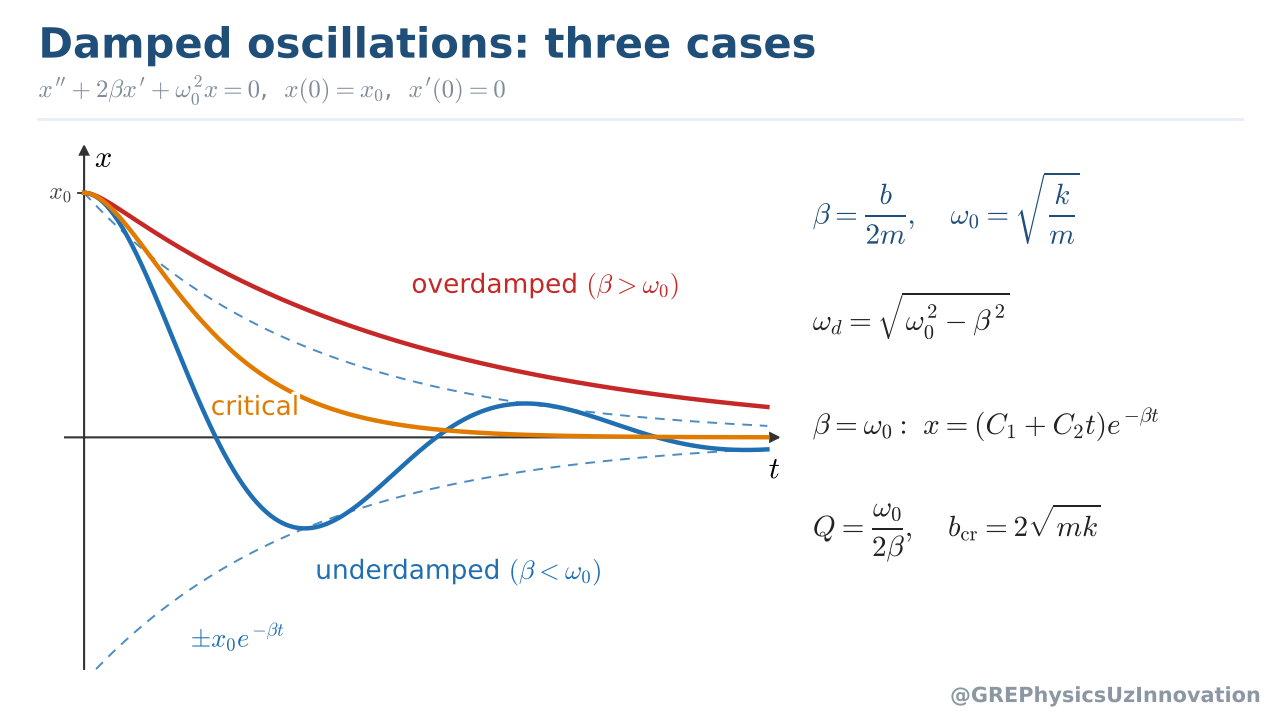 Damped oscillations: three cases
x″ + 2βx′ + ω₀²x = 0, x(0) = x₀, x′(0) = 0
x
x₀
β = b/2m, ω₀ = √(k/m)
overdamped (β > ω₀)
ω_d = √(ω₀² − β²)
critical
β = ω₀ : x = (C₁ + C₂t)e^(−βt)
t
Q = ω₀/2β, b_cr = 2√(mk)
underdamped (β < ω₀)
±x₀e^(−βt)
@GREPhysicsUzInnovation